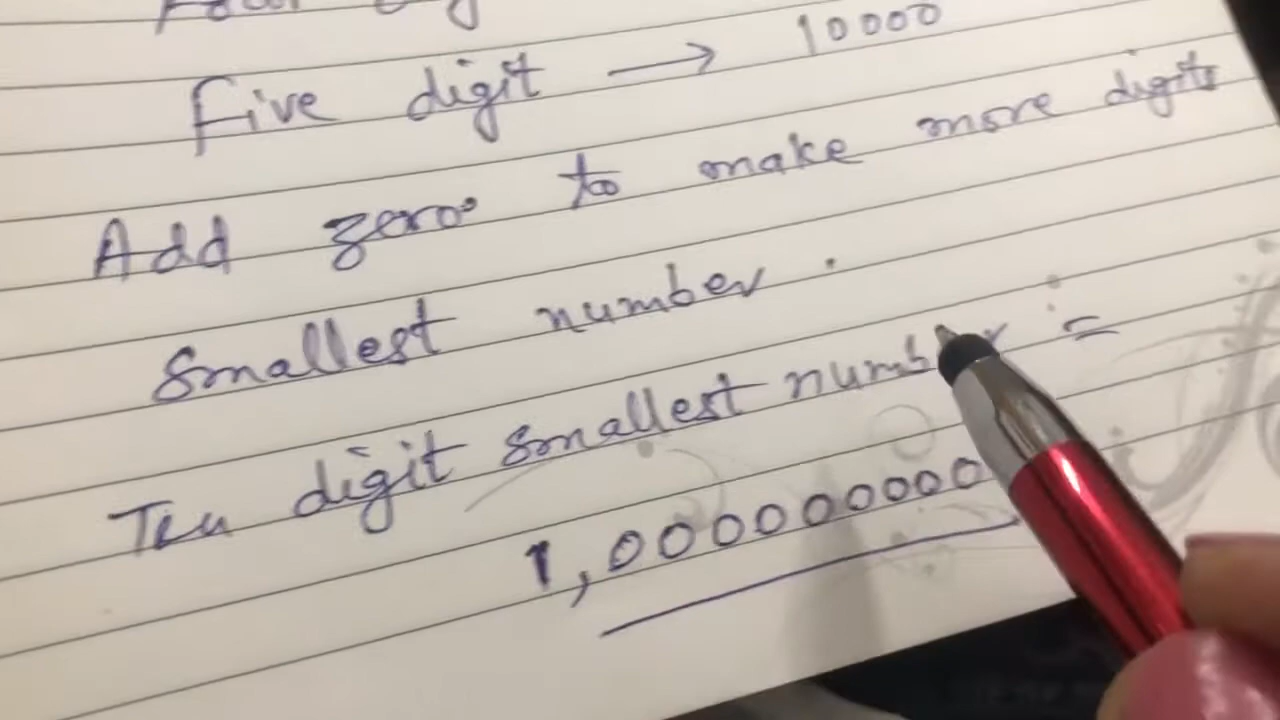 Five digit → 10000
Add zero to make more digits
smallest number .
Ten digit smallest number =
1,000000000